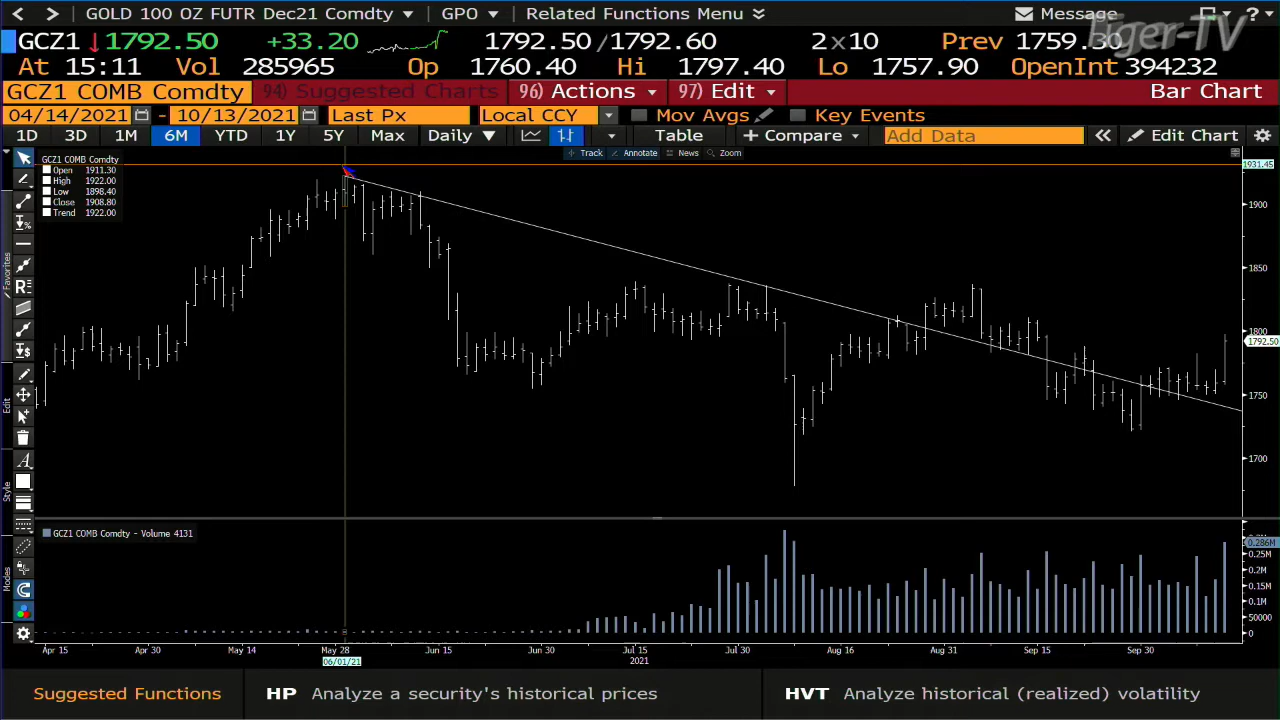 GOLD 100 OZ FUTR Dec21 Comdty GPO Related Functions Menu Message ?
Tiger-TV
GCZ1 1792.50 +33.20 1792.50 /1792.60 2x10 Prev 1759.30
At 15:11 Vol 285965 Op 1760.40 Hi 1797.40 Lo 1757.90 OpenInt 394232
GCZ1 COMB Comdty 94) Suggested Charts 96) Actions 97) Edit Bar Chart
04/14/2021 - 10/13/2021 Last Px Local CCY Mov Avgs Key Events
1D 3D 1M 6M YTD 1Y 5Y Max Daily Table + Compare Add Data Edit Chart
Track Annotate News Zoom
GCZ1 COMB Comdty
Open 1911.30
High 1922.00
Low 1898.40
Close 1908.80
Trend 1922.00
1931.45
1900
1850
1800
1792.50
1750
1700
Favorites
Edit
Style
Modes
GCZ1 COMB Comdty - Volume 4131
0.286M
0.25M
0.2M
0.15M
0.1M
50000
0
Apr 15 Apr 30 May 14 May 28 Jun 15 Jun 30 Jul 15 Jul 30 Aug 16 Aug 31 Sep 15 Sep 30
06/01/21 2021
Suggested Functions HP Analyze a security's historical prices HVT Analyze historical (realized) volatility